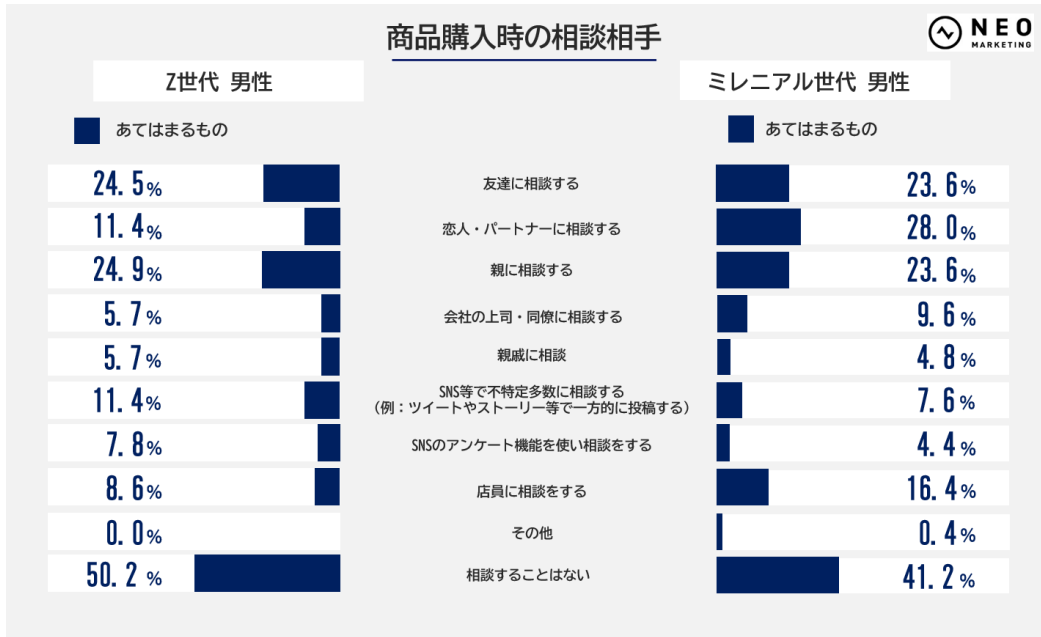 商品購入時の相談相手
NEO
MARKETING
Z世代 男性
ミレニアル世代 男性
あてはまるもの
あてはまるもの
24.5% 友達に相談する 23.6%
11.4% 恋人・パートナーに相談する 28.0%
24.9% 親に相談する 23.6%
5.7% 会社の上司・同僚に相談する 9.6%
5.7% 親戚に相談 4.8%
11.4% SNS等で不特定多数に相談する 7.6%
（例：ツイートやストーリー等で一方的に投稿する）
7.8% SNSのアンケート機能を使い相談をする 4.4%
8.6% 店員に相談をする 16.4%
0.0% その他 0.4%
50.2% 相談することはない 41.2%